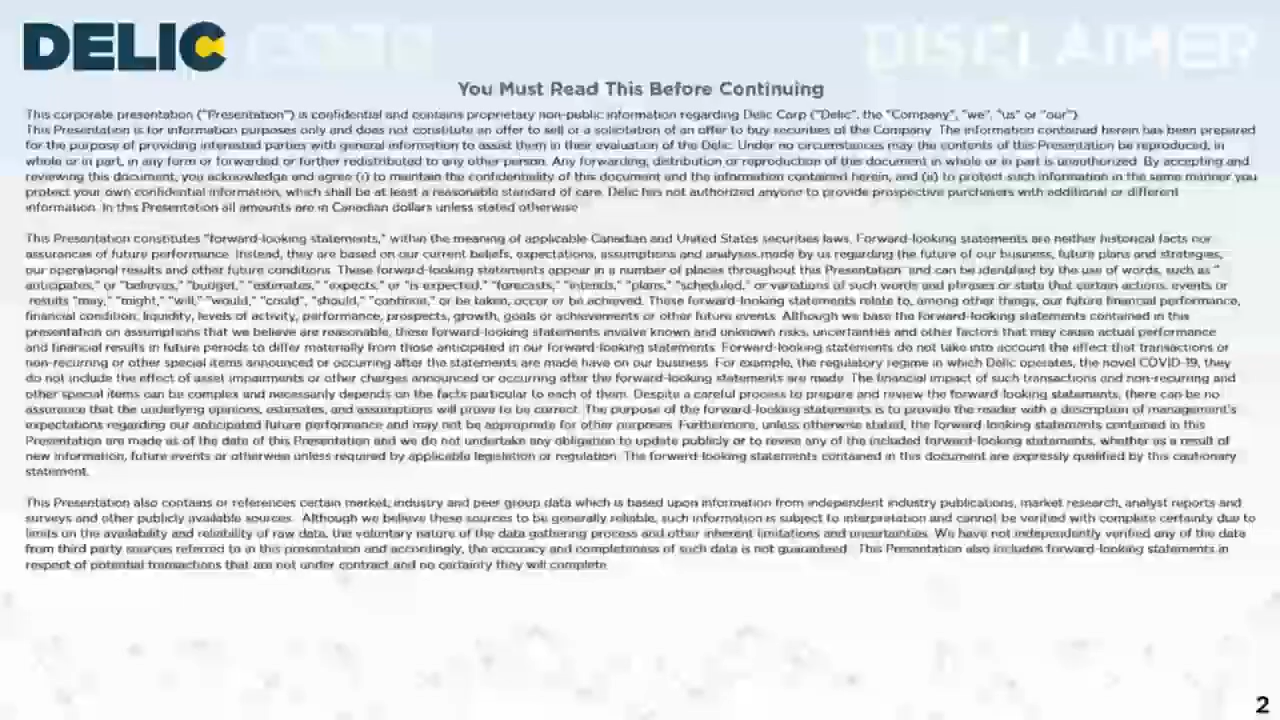 DELIC CORP
DISCLAIMER
You Must Read This Before Continuing
This corporate presentation ("Presentation") is confidential and contains proprietary non-public information regarding Delic Corp ("Delic", the "Company", "we", "us" or "our")
This Presentation is for information purposes only and does not constitute an offer to sell or a solicitation of an offer to buy securities of the Company. The information contained herein has been prepared
for the purpose of providing interested parties with general information to assist them in their evaluation of the Delic. Under no circumstances may the contents of this Presentation be reproduced, in
whole or in part, in any form or forwarded or further redistributed to any other person. Any forwarding, distribution or reproduction of this document in whole or in part is unauthorized. By accepting and
reviewing this document, you acknowledge and agree (i) to maintain the confidentiality of this document and the information contained herein, and (ii) to protect such information in the same manner you
protect your own confidential information, which shall be at least a reasonable standard of care. Delic has not authorized anyone to provide prospective purchasers with additional or different
information. In this Presentation all amounts are in Canadian dollars unless stated otherwise
This Presentation constitutes "forward-looking statements," within the meaning of applicable Canadian and United States securities laws. Forward-looking statements are neither historical facts nor
assurances of future performance. Instead, they are based on our current beliefs, expectations, assumptions and analyses made by us regarding the future of our business, future plans and strategies,
our operational results and other future conditions. These forward-looking statements appear in a number of places throughout this Presentation and can be identified by the use of words, such as "
anticipates," or "believes," "budget," "estimates," "expects," or "is expected," "forecasts," "intends," "plans," "scheduled," or variations of such words and phrases or state that certain actions, events or
results "may," "might," "will," "would," "could", "should," "continue," or be taken, occur or be achieved. These forward-looking statements relate to, among other things, our future financial performance,
financial condition, liquidity, levels of activity, performance, prospects, growth, goals or achievements or other future events. Although we base the forward-looking statements contained in this
presentation on assumptions that we believe are reasonable, these forward-looking statements involve known and unknown risks, uncertainties and other factors that may cause actual performance
and financial results in future periods to differ materially from those anticipated in our forward-looking statements. Forward-looking statements do not take into account the effect that transactions or
non-recurring or other special items announced or occurring after the statements are made have on our business. For example, the regulatory regime in which Delic operates, the novel COVID-19, they
do not include the effect of asset impairments or other charges announced or occurring after the forward-looking statements are made. The financial impact of such transactions and non-recurring and
other special items can be complex and necessarily depends on the facts particular to each of them. Despite a careful process to prepare and review the forward-looking statements, there can be no
assurance that the underlying opinions, estimates, and assumptions will prove to be correct. The purpose of the forward-looking statements is to provide the reader with a description of management's
expectations regarding our anticipated future performance and may not be appropriate for other purposes. Furthermore, unless otherwise stated, the forward-looking statements contained in this
Presentation are made as of the date of this Presentation and we do not undertake any obligation to update publicly or to revise any of the included forward-looking statements, whether as a result of
new information, future events or otherwise unless required by applicable legislation or regulation. The forward-looking statements contained in this document are expressly qualified by this cautionary
statement.
This Presentation also contains or references certain market, industry and peer group data which is based upon information from independent industry publications, market research, analyst reports and
surveys and other publicly available sources. Although we believe these sources to be generally reliable, such information is subject to interpretation and cannot be verified with complete certainty due to
limits on the availability and reliability of raw data, the voluntary nature of the data gathering process and other inherent limitations and uncertainties. We have not independently verified any of the data
from third party sources referred to in this presentation and accordingly, the accuracy and completeness of such data is not guaranteed. This Presentation also includes forward-looking statements in
respect of potential transactions that are not under contract and no certainty they will complete.
2